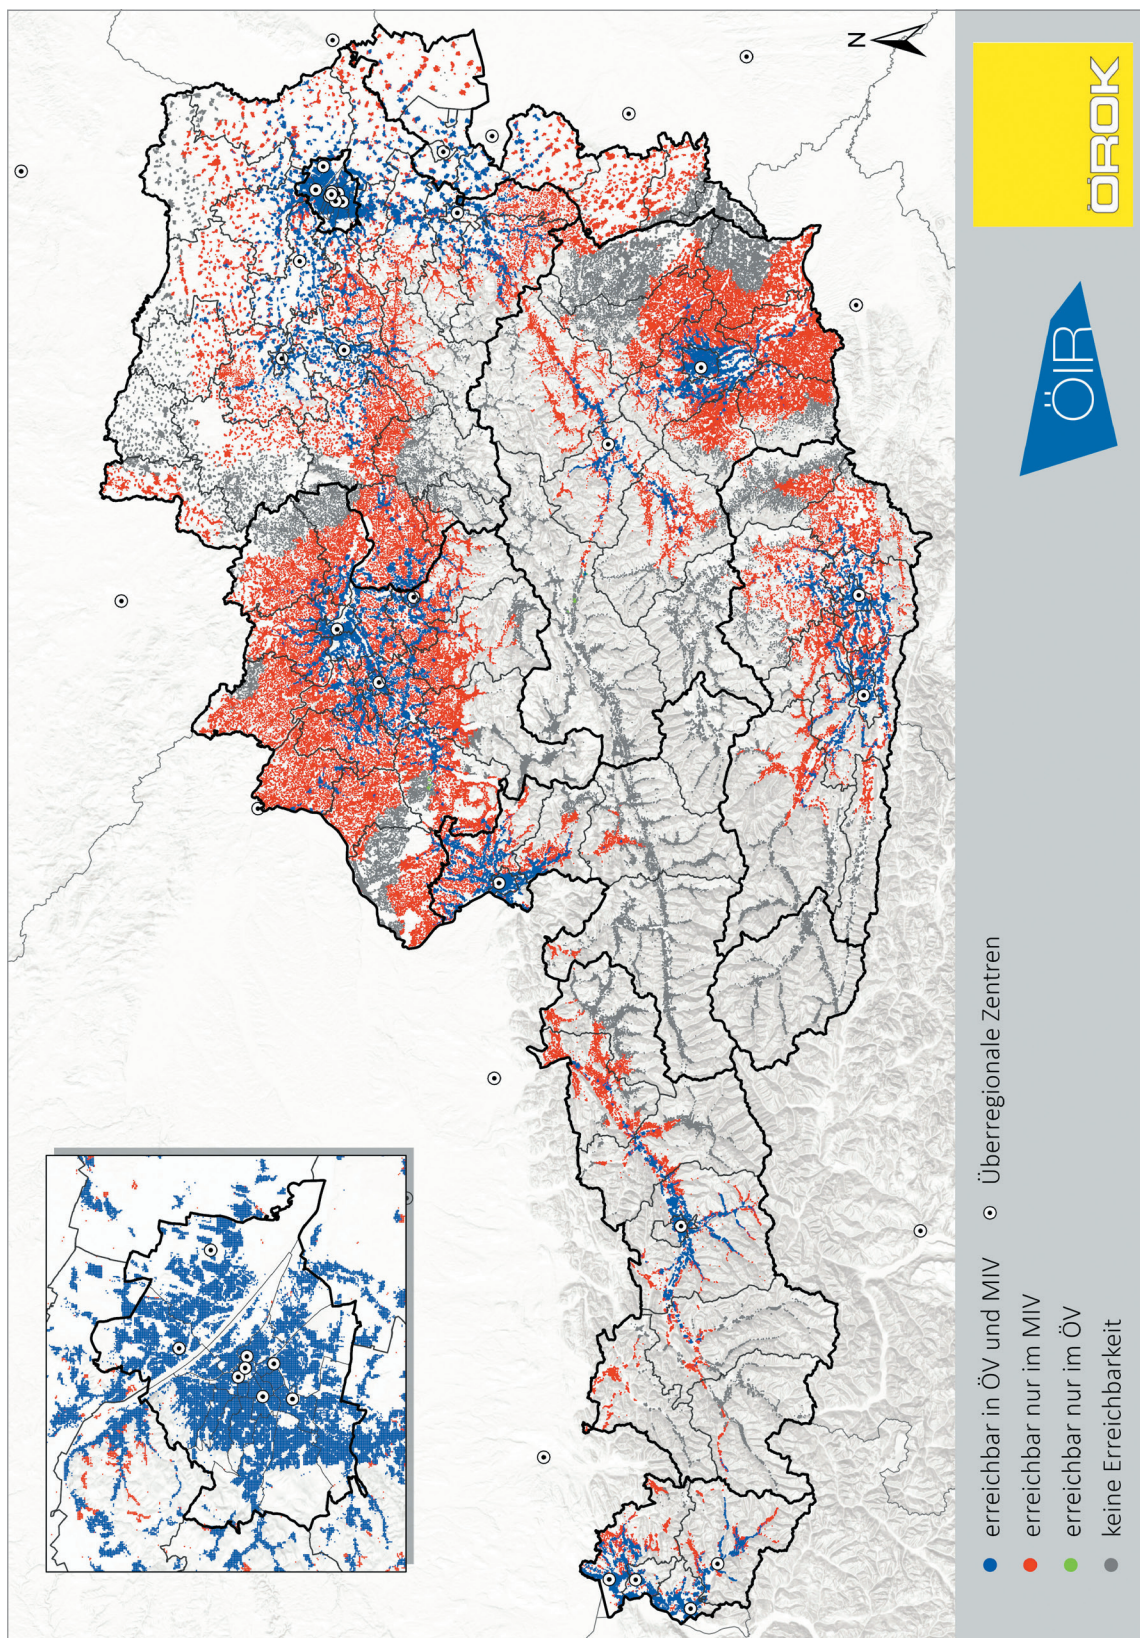 N
erreichbar in ÖV und MIV
erreichbar nur im MIV
erreichbar nur im ÖV
keine Erreichbarkeit
Überregionale Zentren
ÖIR
ÖROK